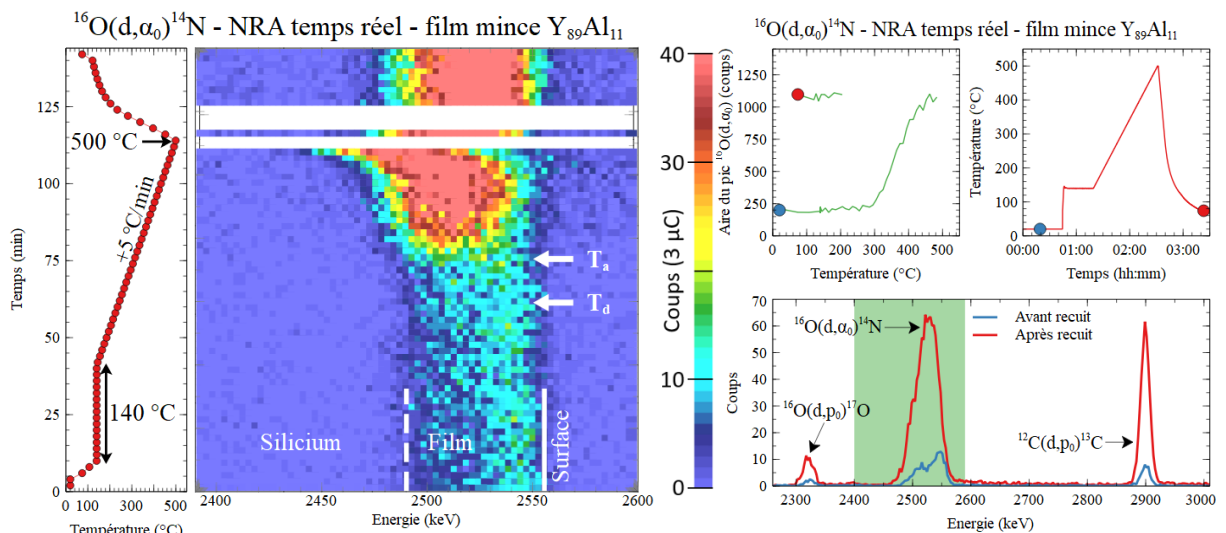 ¹⁶O(d,α₀)¹⁴N - NRA temps réel - film mince Y₈₉Al₁₁
Temps (min)
125
100
75
50
25
0
0 100 300 500
Température (°C)
500 °C
+5 °C/min
140 °C
Silicium
Film
Surface
Tₐ
T_d
2400 2450 2500 2550 2600
Energie (keV)
Coups (3 μC)
40
30
20
10
0
¹⁶O(d,α₀)¹⁴N - NRA temps réel - film mince Y₈₉Al₁₁
Aire du pic ¹⁶O(d,α₀) (coups)
1250
1000
750
500
250
0
0 100 200 300 400 500
Température (°C)
Température (°C)
500
400
300
200
100
0
01:00 02:00 03:00
Temps (hh:mm)
Coups
70
60
50
40
30
20
10
0
¹⁶O(d,α₀)¹⁴N
Avant recuit
Après recuit
¹⁶O(d,p₀)¹⁷O
¹²C(d,p₀)¹³C
2300 2400 2500 2600 2700 2800 2900 3000
Energie (keV)